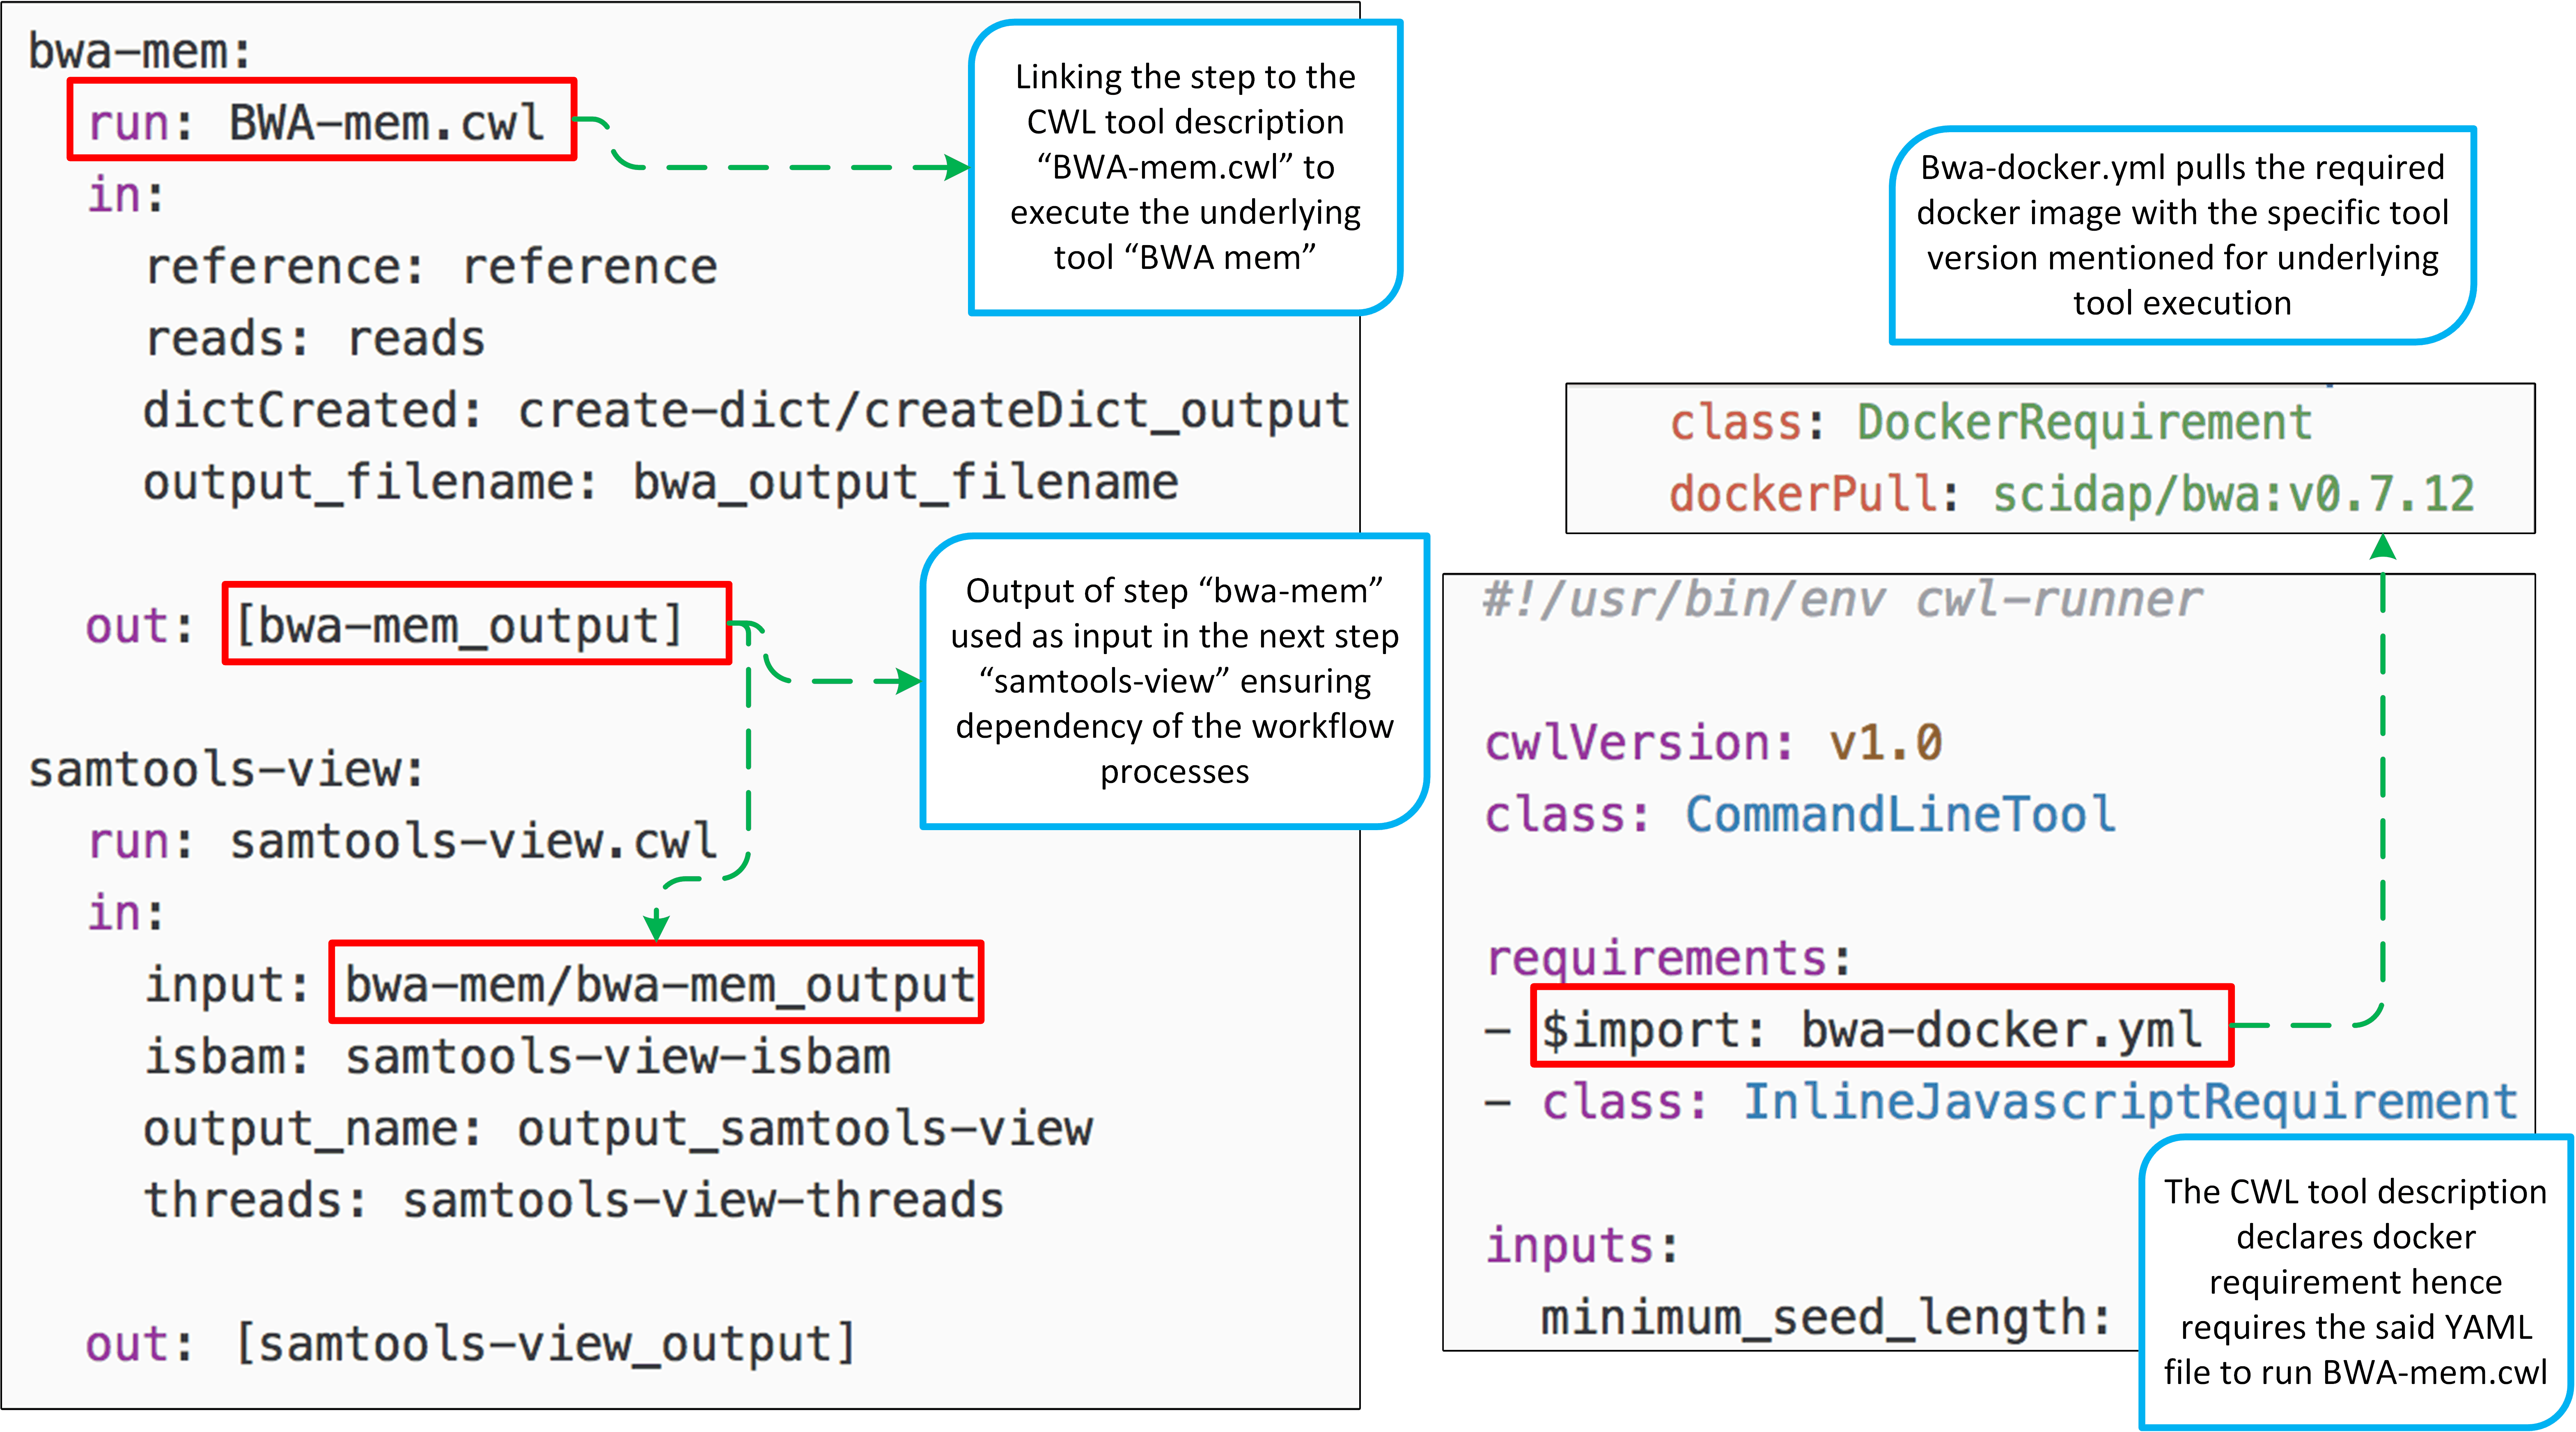 bwa-mem:
run: BWA-mem.cwl
in:
reference: reference
reads: reads
dictCreated: create-dict/createDict_output
output_filename: bwa_output_filename
out: [bwa-mem_output]
samtools-view:
run: samtools-view.cwl
in:
input: bwa-mem/bwa-mem_output
isbam: samtools-view-isbam
output_name: output_samtools-view
threads: samtools-view-threads
out: [samtools-view_output]
Linking the step to the
CWL tool description
“BWA-mem.cwl” to
execute the underlying
tool “BWA mem”
Output of step “bwa-mem”
used as input in the next step
“samtools-view” ensuring
dependency of the workflow
processes
Bwa-docker.yml pulls the required
docker image with the specific tool
version mentioned for underlying
tool execution
class: DockerRequirement
dockerPull: scidap/bwa:v0.7.12
#!/usr/bin/env cwl-runner
cwlVersion: v1.0
class: CommandLineTool
requirements:
- $import: bwa-docker.yml
- class: InlineJavascriptRequirement
inputs:
minimum_seed_length:
The CWL tool description
declares docker
requirement hence
requires the said YAML
file to run BWA-mem.cwl